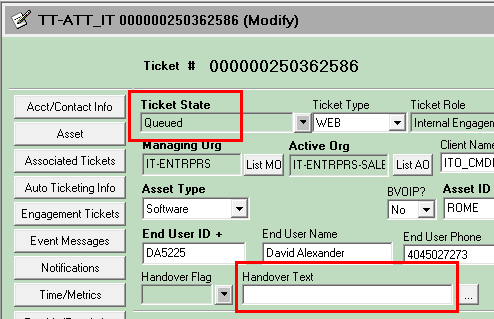 TT-ATT_IT 000000250362586 (Modify)
Ticket # 000000250362586
Acct/Contact Info
Asset
Associated Tickets
Auto Ticketing Info
Engagement Tickets
Event Messages
Notifications
Time/Metrics
Ticket State Ticket Type Ticket Role
Queued WEB Internal Engagem
Managing Org Active Org Client Name
IT-ENTRPRS List MO IT-ENTRPRS-SALE List AO ITO_CMDI
Asset Type BVOIP? Asset ID
Software No ROME
End User ID + End User Name End User Phone
DA5225 David Alexander 4045027273
Handover Flag Handover Text
...